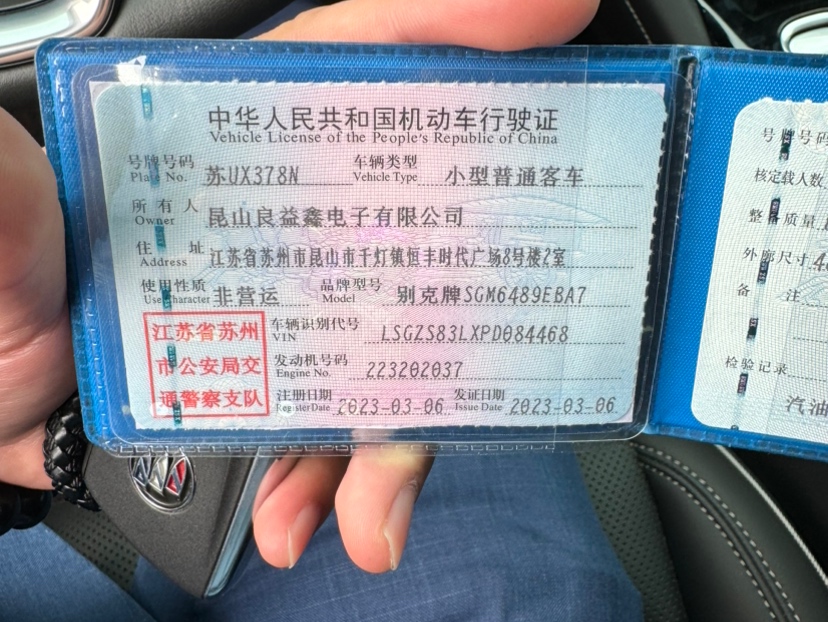 中华人民共和国机动车行驶证
Vehicle License of the People's Republic of China
号牌号码 苏UX378N 车辆类型 小型普通客车
Plate No. Vehicle Type
所有人 昆山良益鑫电子有限公司
Owner
住址 江苏省苏州市昆山市千灯镇恒丰时代广场8号楼2室
Address
使用性质 非营运 品牌型号 别克牌SGM6489EBA7
Use Character Model
江苏省苏州
市公安局交
通警察支队
车辆识别代号 LSGZS83LXPD084468
VIN
发动机号码 223202037
Engine No.
注册日期 2023-03-06 发证日期 2023-03-06
Register Date Issue Date
号牌号码
核定载人数
整备质量
外廓尺寸
备注
检验记录
汽油